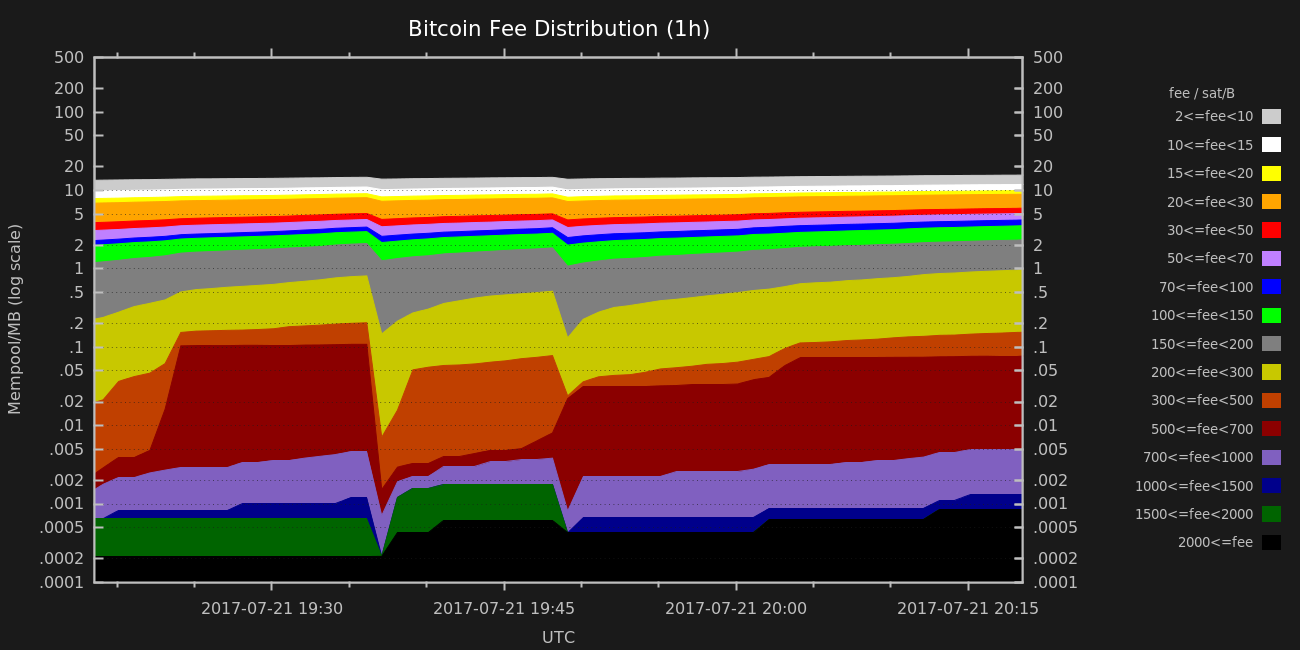 Bitcoin Fee Distribution (1h)
500
200
100
50
20
10
5
2
1
.5
.2
.1
.05
.02
.01
.005
.002
.001
.0005
.0002
.0001
Mempool/MB (log scale)
500
200
100
50
20
10
5
2
1
.5
.2
.1
.05
.02
.01
.005
.002
.001
.0005
.0002
.0001
2017-07-21 19:30
2017-07-21 19:45
2017-07-21 20:00
2017-07-21 20:15
UTC
fee / sat/B
2<=fee<10
10<=fee<15
15<=fee<20
20<=fee<30
30<=fee<50
50<=fee<70
70<=fee<100
100<=fee<150
150<=fee<200
200<=fee<300
300<=fee<500
500<=fee<700
700<=fee<1000
1000<=fee<1500
1500<=fee<2000
2000<=fee